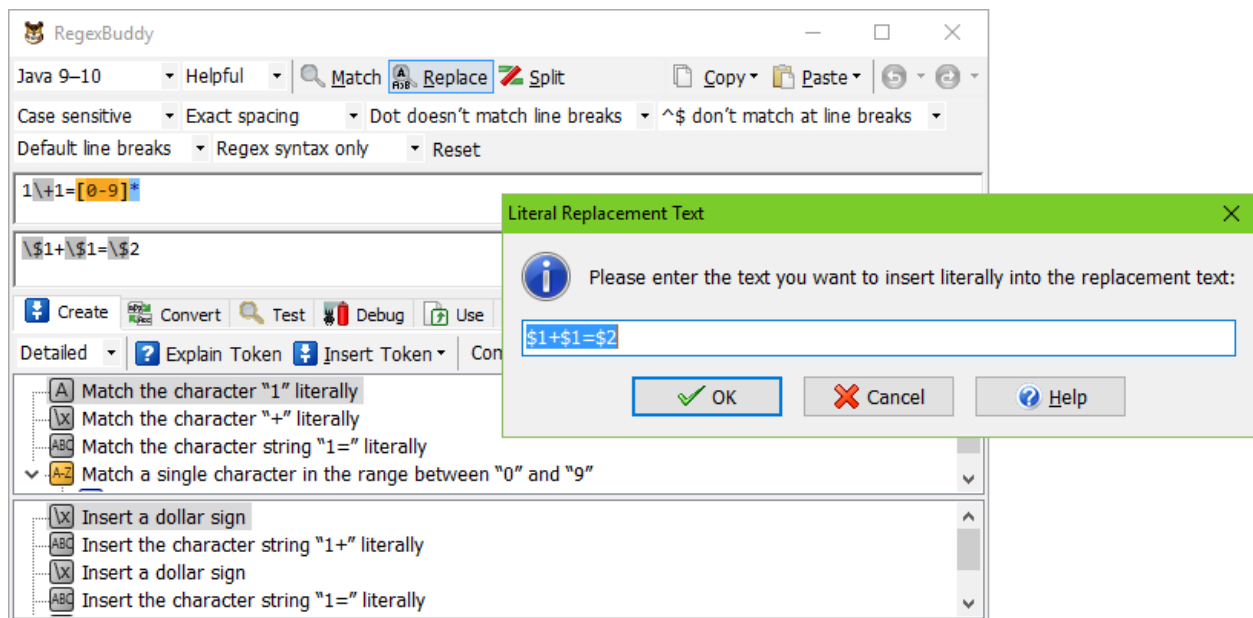 RegexBuddy
Java 9–10 Helpful Match Replace Split Copy Paste
Case sensitive Exact spacing Dot doesn’t match line breaks ^$ don’t match at line breaks
Default line breaks Regex syntax only Reset
1\+1=[0-9]*
\$1+\$1=\$2
Create Convert Test Debug Use
Detailed Explain Token Insert Token Con
Match the character “1” literally
Match the character “+” literally
Match the character string “1=” literally
Match a single character in the range between “0” and “9”
Insert a dollar sign
Insert the character string “1+” literally
Insert a dollar sign
Insert the character string “1=” literally
Literal Replacement Text
Please enter the text you want to insert literally into the replacement text:
$1+$1=$2
OK Cancel Help